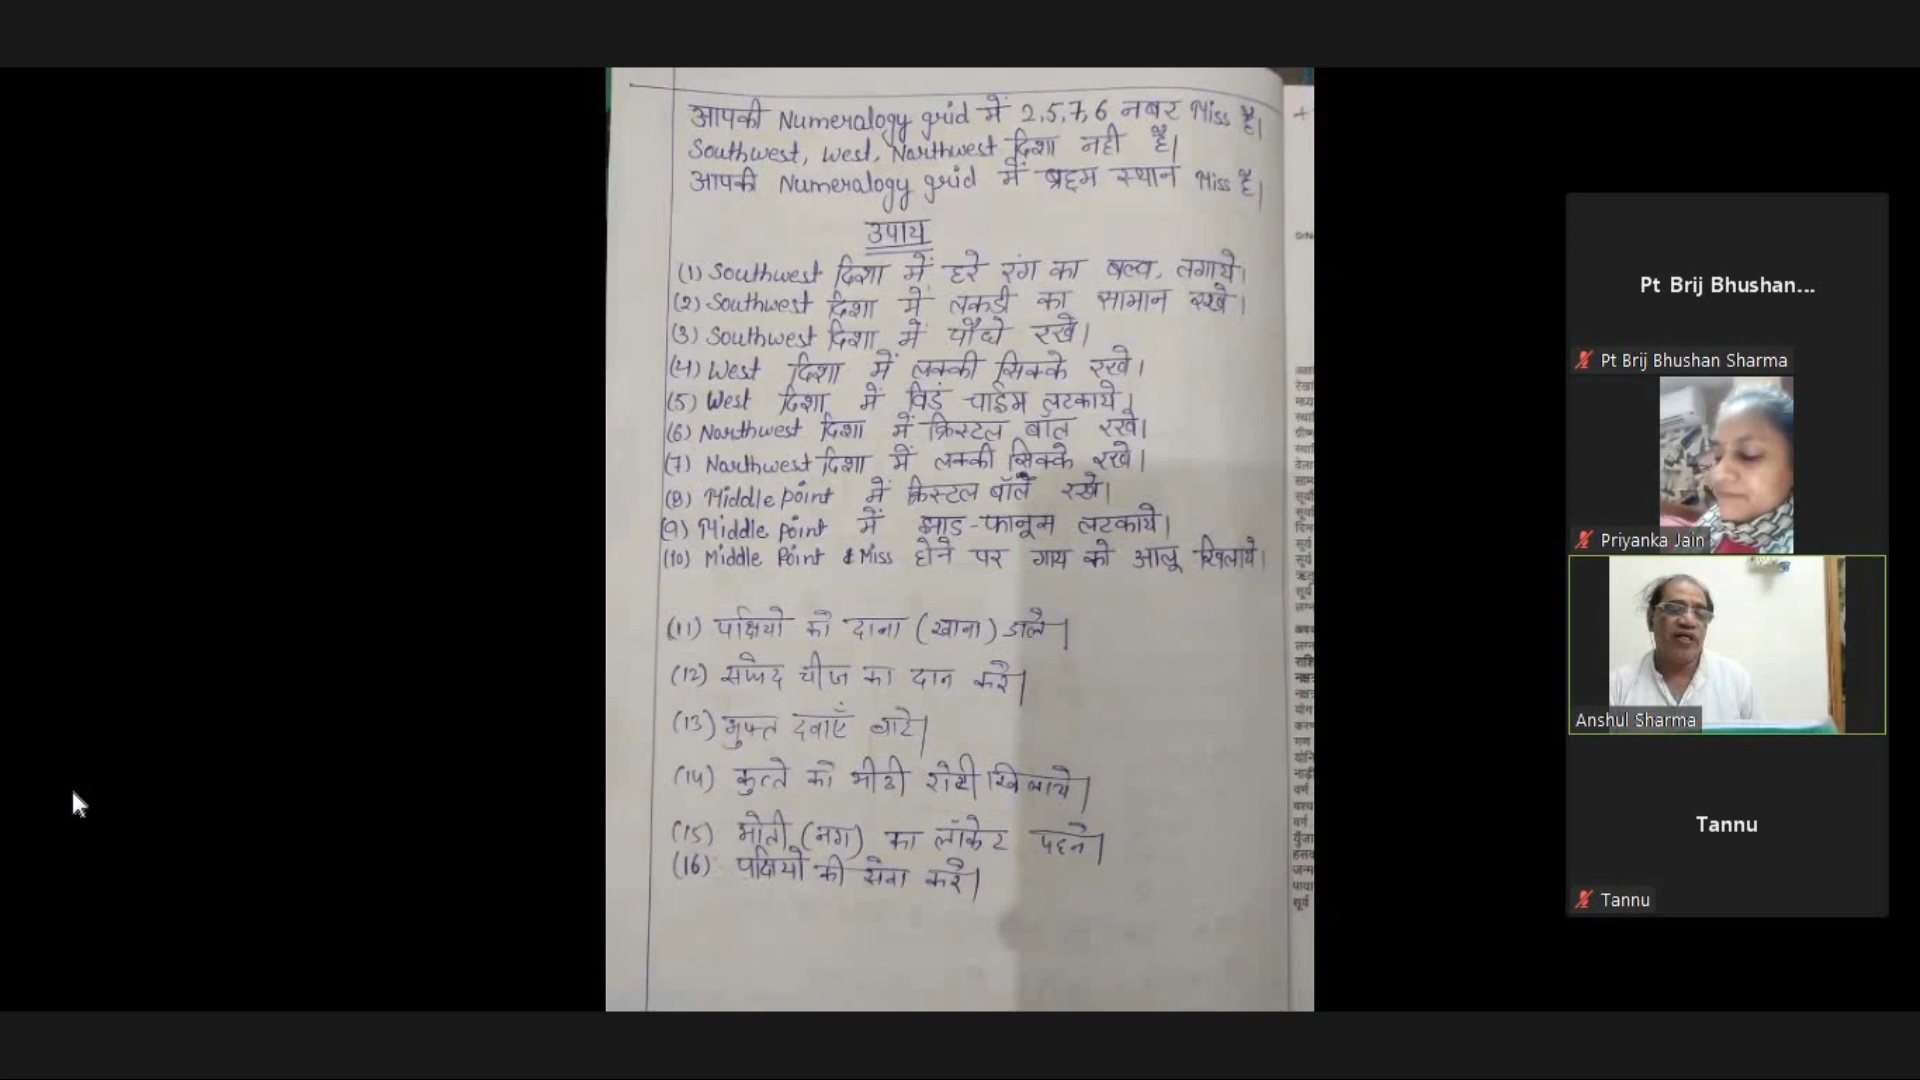 आपकी Numeralogy grid में 2,5,7,6 नबर Miss है।
Southwest, West, Northwest दिशा नही है।
आपकी Numeralogy grid में ब्रह्म स्थान Miss है।
उपाय
(1) Southwest दिशा में हरे रंग का बल्व, लगाये।
(2) Southwest दिशा में लकडी का सामान रखे।
(3) Southwest दिशा में पौधे रखे।
(4) West दिशा में लक्की सिक्के रखे।
(5) West दिशा में विडं चाईम लटकाये।
(6) Northwest दिशा में क्रिस्टल बॉल रखे।
(7) Northwest दिशा में लक्की सिक्के रखे।
(8) Middle point में क्रिस्टल बॉल रखे।
(9) Middle point में झाड-फानूस लटकाये।
(10) Middle Point Miss होने पर गाय को आलू खिलाये।
(11) पक्षियो को दाना (खाना) डाले।
(12) सफेद चीज का दान करे।
(13) मुफ्त दवाएँ बाटे।
(14) कुत्ते को मीठी रोटी खिलाये।
(15) मोती (नग) का लॉकेट पहने।
(16) पक्षियो की सेवा करे।
Pt Brij Bhushan...
Pt Brij Bhushan Sharma
Priyanka Jain
Anshul Sharma
Tannu
Tannu